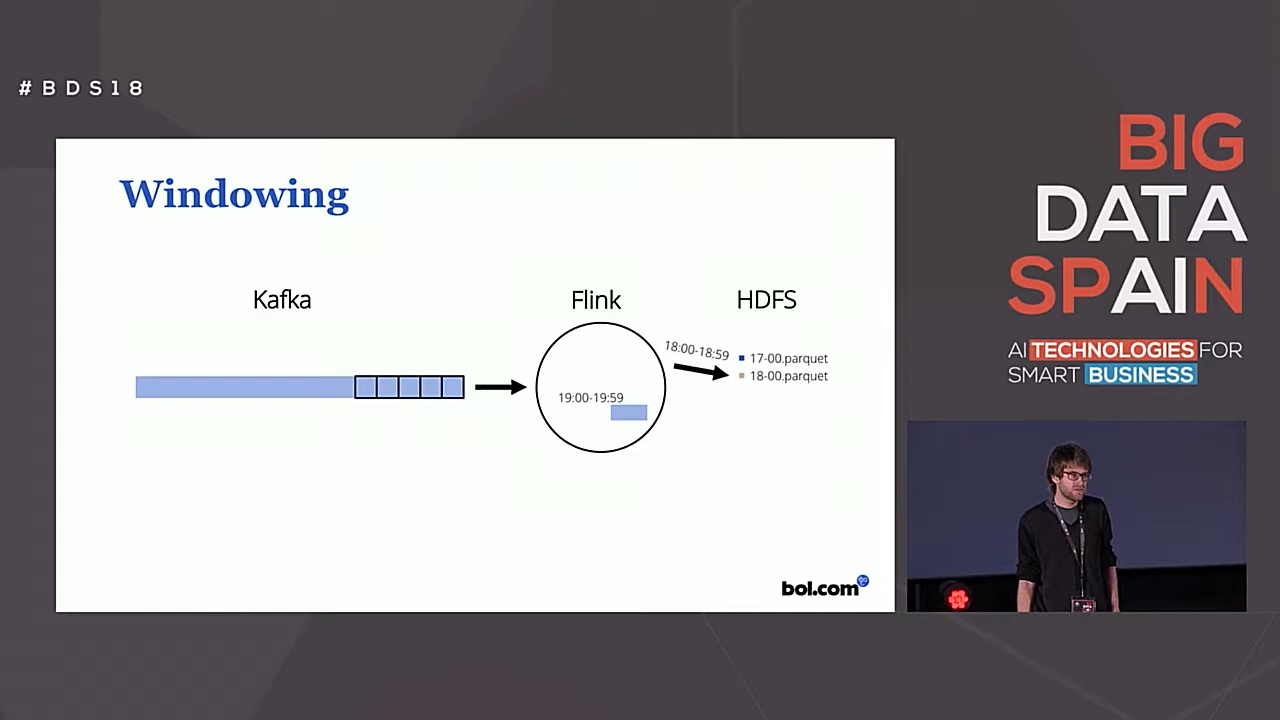 #BDS18
Windowing
Kafka
Flink
HDFS
18:00-18:59
17-00.parquet
18-00.parquet
19:00-19:59
bol.com
BIG
DATA
SPAIN
AI TECHNOLOGIES FOR
SMART BUSINESS